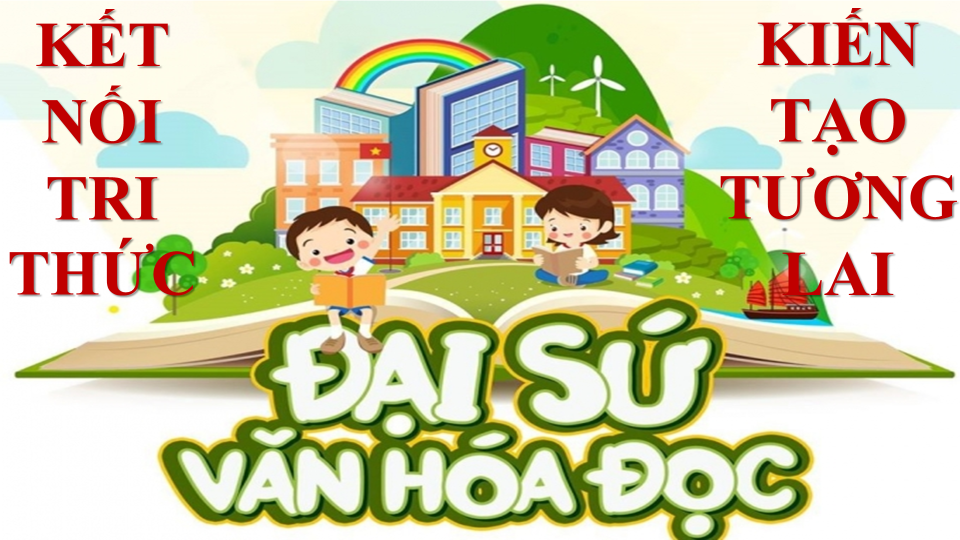 KẾT
NỐI
TRI
THỨC
KIẾN
TẠO
TƯƠNG
LAI
ĐẠI SỨ
VĂN HÓA ĐỌC